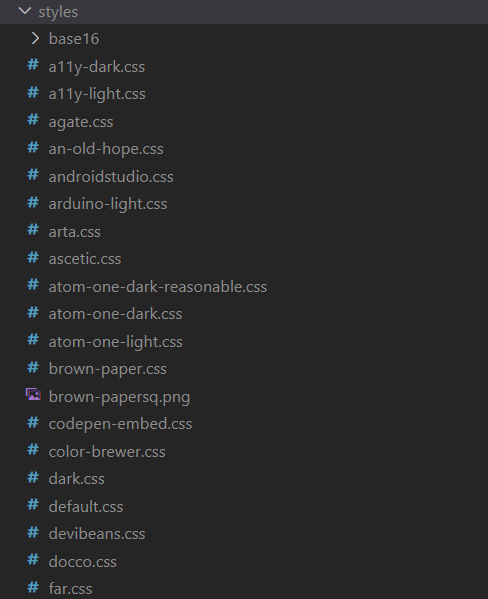 styles
base16
# a11y-dark.css
# a11y-light.css
# agate.css
# an-old-hope.css
# androidstudio.css
# arduino-light.css
# arta.css
# ascetic.css
# atom-one-dark-reasonable.css
# atom-one-dark.css
# atom-one-light.css
# brown-paper.css
brown-papersq.png
# codepen-embed.css
# color-brewer.css
# dark.css
# default.css
# devibeans.css
# docco.css
# far.css